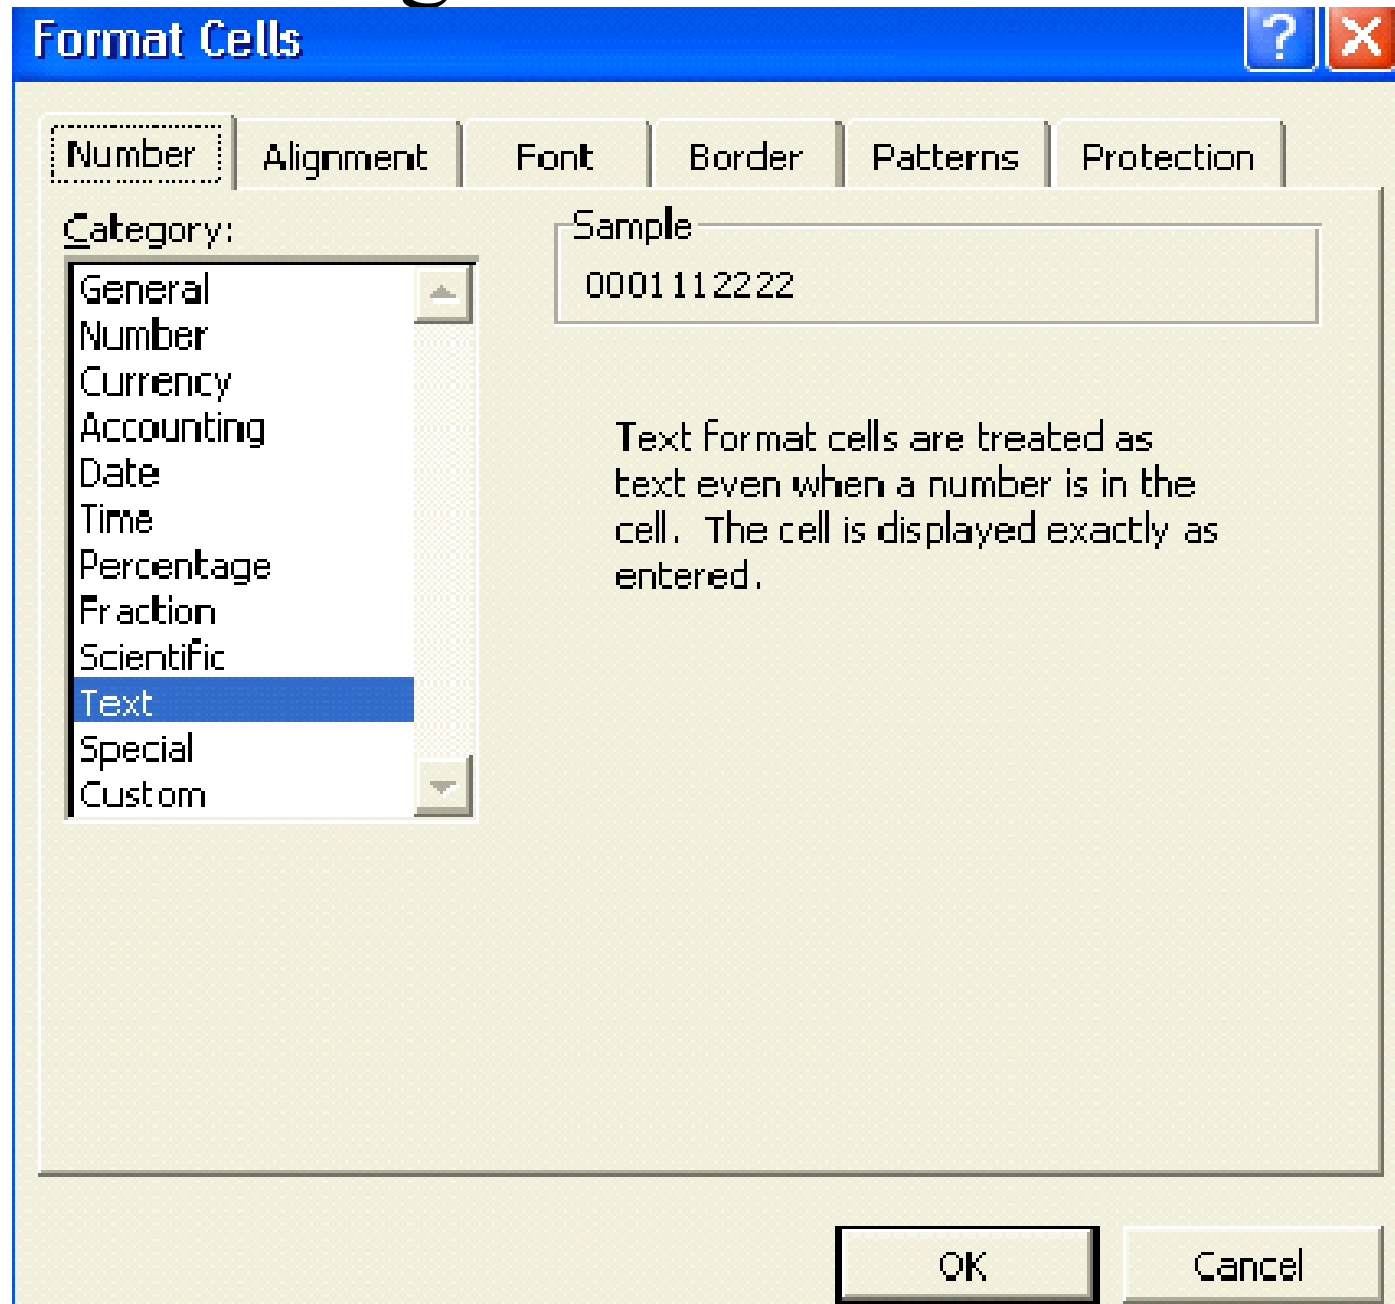 Format Cells
Number Alignment Font Border Patterns Protection
Category:
Sample
General
0001112222
Number
Currency
Accounting
Date
Time
Percentage
Fraction
Scientific
Text
Special
Custom
Text format cells are treated as
text even when a number is in the
cell. The cell is displayed exactly as
entered.
OK Cancel